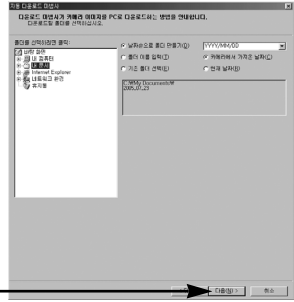 자동 다운로드 마법사
다운로드 마법사가 카메라 이미지를 PC로 다운로드하는 방법을 안내합니다.
다운로드할 폴더를 선택하십시오.
폴더를 선택하려면 클릭:
바탕 화면
내 컴퓨터
내 문서
Internet Explorer
네트워크 환경
휴지통
날짜순으로 폴더 만들기(D)
YYYY/MM/DD
폴더 이름 입력(I)
카메라에서 가져온 날짜(C)
기존 폴더 선택(E)
현재 날짜(R)
C:\My Documents\
2005,07,23
다음(N) >
취소